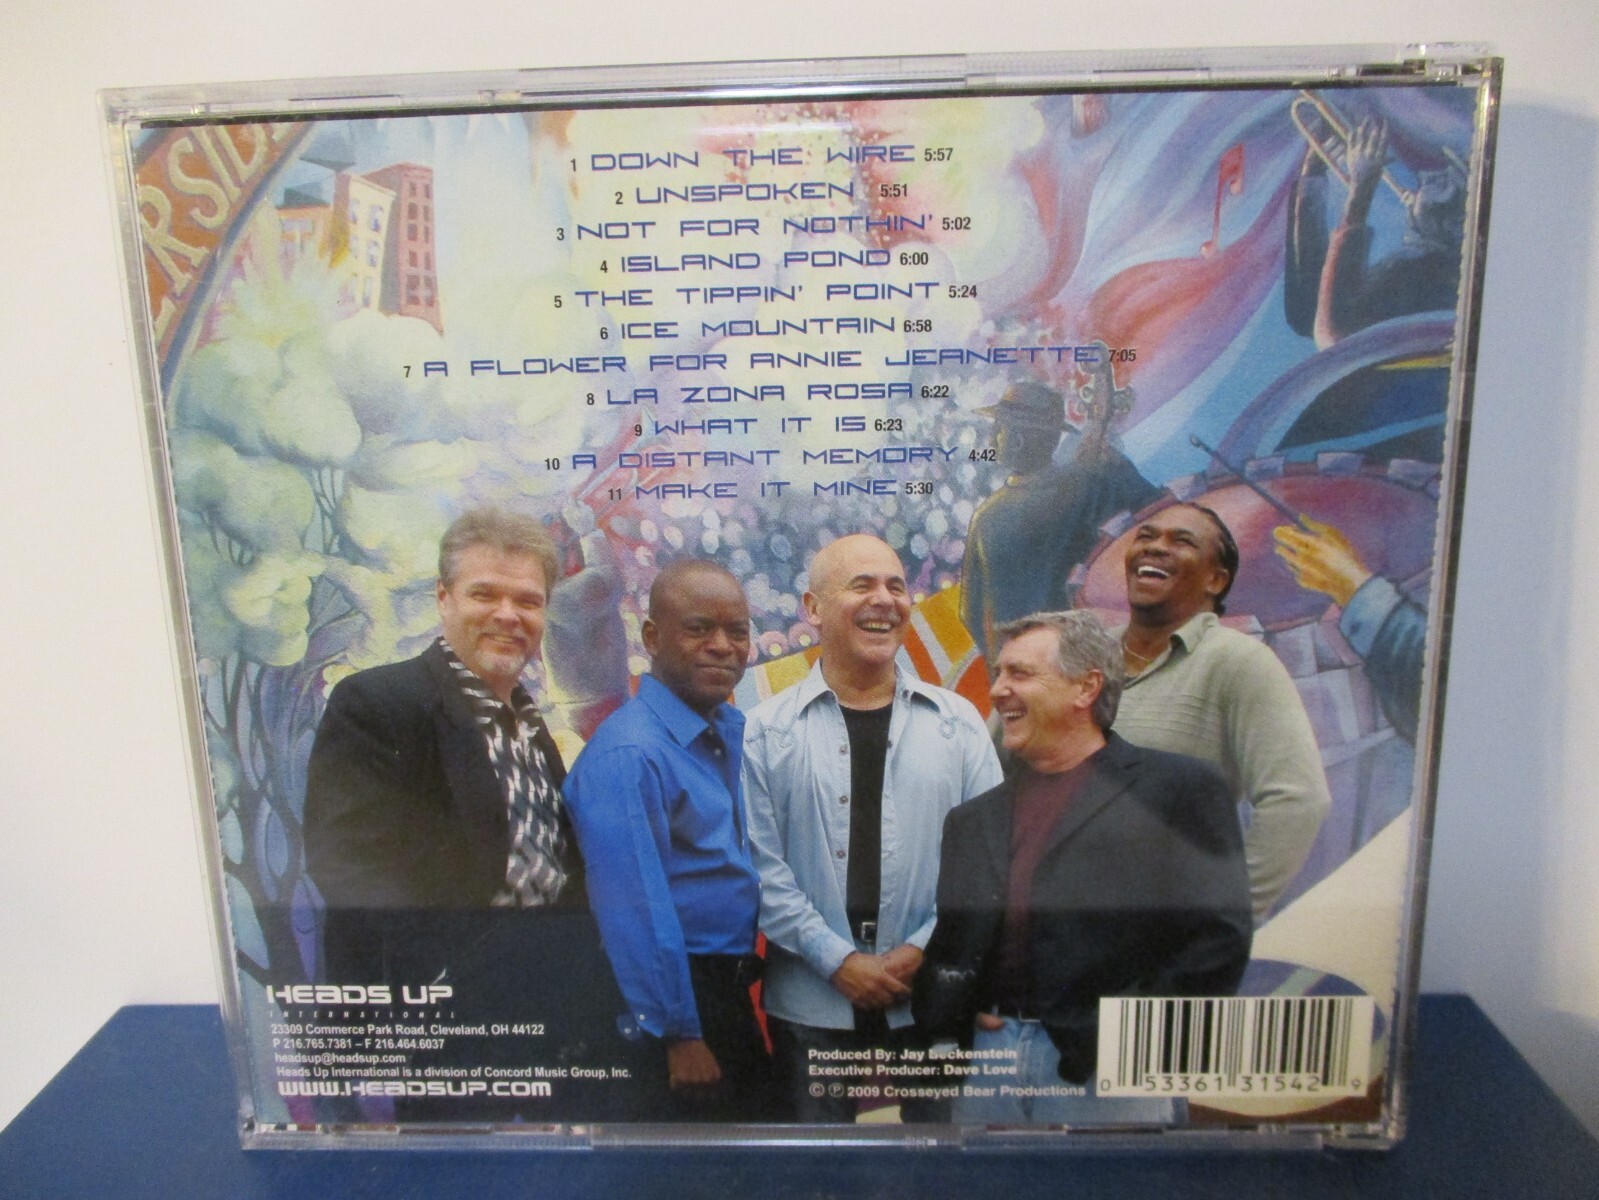 RSID
1 DOWN THE WIRE 5:57
2 UNSPOKEN 5:51
3 NOT FOR NOTHIN' 5:02
4 ISLAND POND 6:00
5 THE TIPPIN' POINT 5:24
6 ICE MOUNTAIN 6:58
7 A FLOWER FOR ANNIE JEANETTE 7:05
8 LA ZONA ROSA 6:22
9 WHAT IT IS 6:23
10 A DISTANT MEMORY 4:42
11 MAKE IT MINE 5:30
HEADS UP
INTERNATIONAL
23309 Commerce Park Road, Cleveland, OH 44122
P 216.765.7381 – F 216.464.6037
headsup@headsup.com
Heads Up International is a division of Concord Music Group, Inc.
WWW.HEADSUP.COM
Produced By: Jay Beckenstein
Executive Producer: Dave Love
© ℗ 2009 Crosseyed Bear Productions
0 53361 31542 9